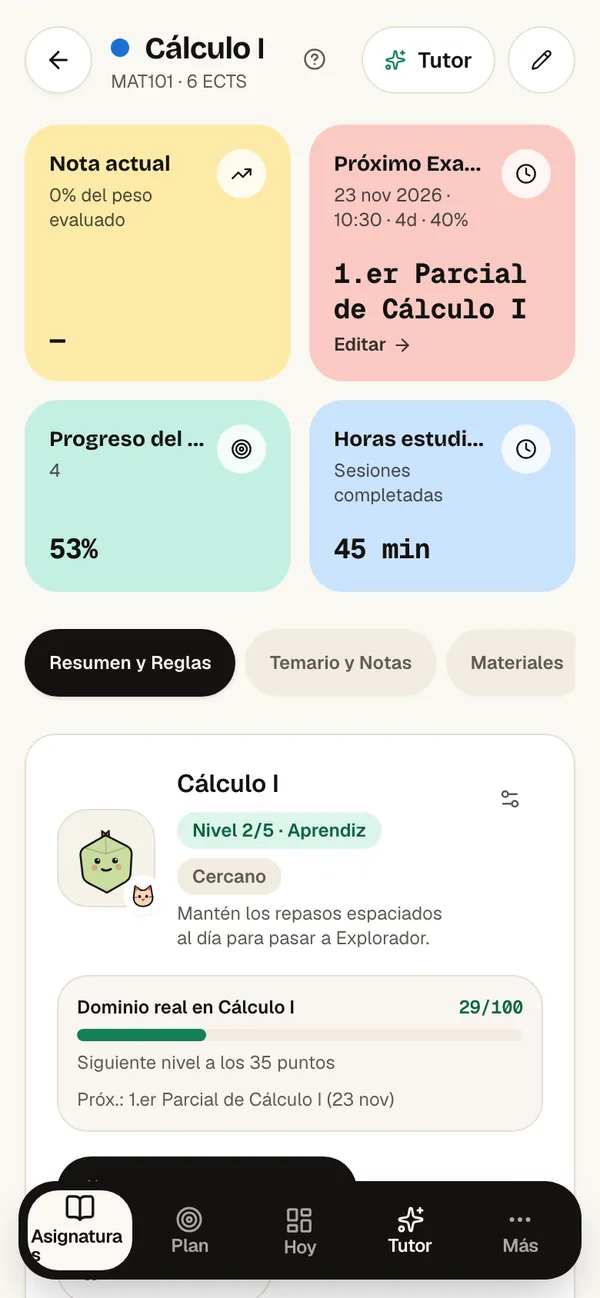 Cálculo I
MAT101 · 6 ECTS
Tutor
Nota actual
0% del peso
evaluado
–
Próximo Exa...
23 nov 2026 ·
10:30 · 4d · 40%
1.er Parcial
de Cálculo I
Editar →
Progreso del ...
4
53%
Horas estudi...
Sesiones
completadas
45 min
Resumen y Reglas
Temario y Notas
Materiales
Cálculo I
Nivel 2/5 · Aprendiz
Cercano
Mantén los repasos espaciados
al día para pasar a Explorador.
Dominio real en Cálculo I
29/100
Siguiente nivel a los 35 puntos
Próx.: 1.er Parcial de Cálculo I (23 nov)
Asignatura
s
Plan
Hoy
Tutor
Más